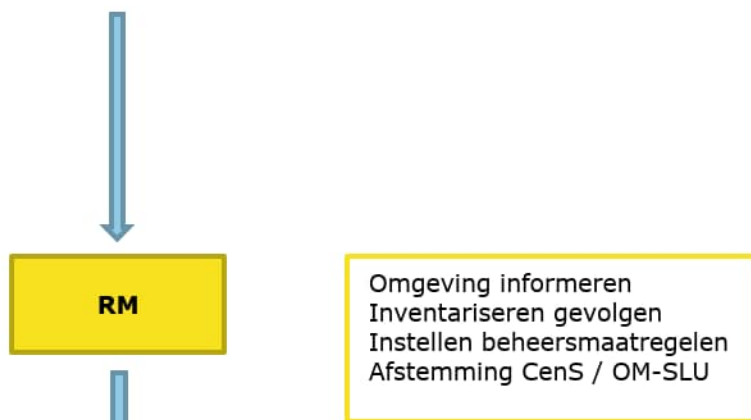 RM
Omgeving informeren
Inventariseren gevolgen
Instellen beheersmaatregelen
Afstemming CenS / OM-SLU